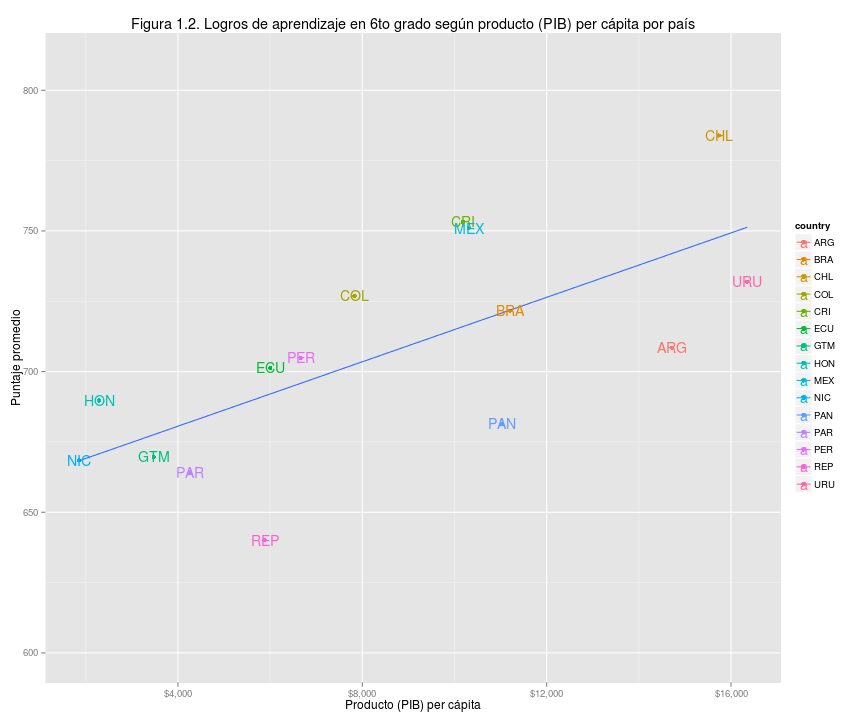 Figura 1.2. Logros de aprendizaje en 6to grado según producto (PIB) per cápita por país
Puntaje promedio
800
750
700
650
600
CHL
CRI
MEX
URU
COL
BRA
ARG
PER
ECU
HON
PAN
NIC
GTM
PAR
REP
$4,000
$8,000
$12,000
$16,000
Producto (PIB) per cápita
country
a ARG
a BRA
a CHL
a COL
a CRI
a ECU
a GTM
a HON
a MEX
a NIC
a PAN
a PAR
a PER
a REP
a URU